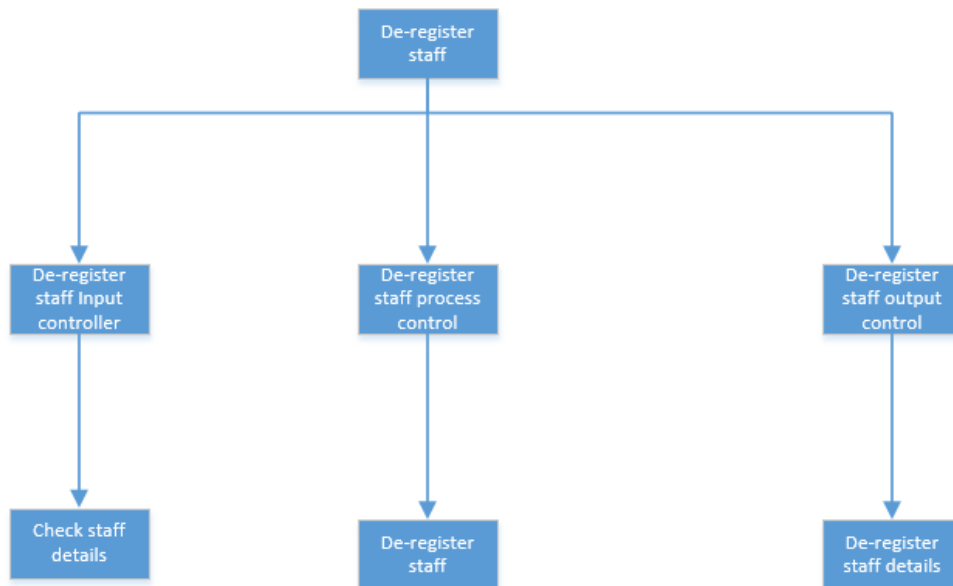 De-register
staff
De-register
staff Input
controller
De-register
staff process
control
De-register
staff output
control
Check staff
details
De-register
staff
De-register
staff details